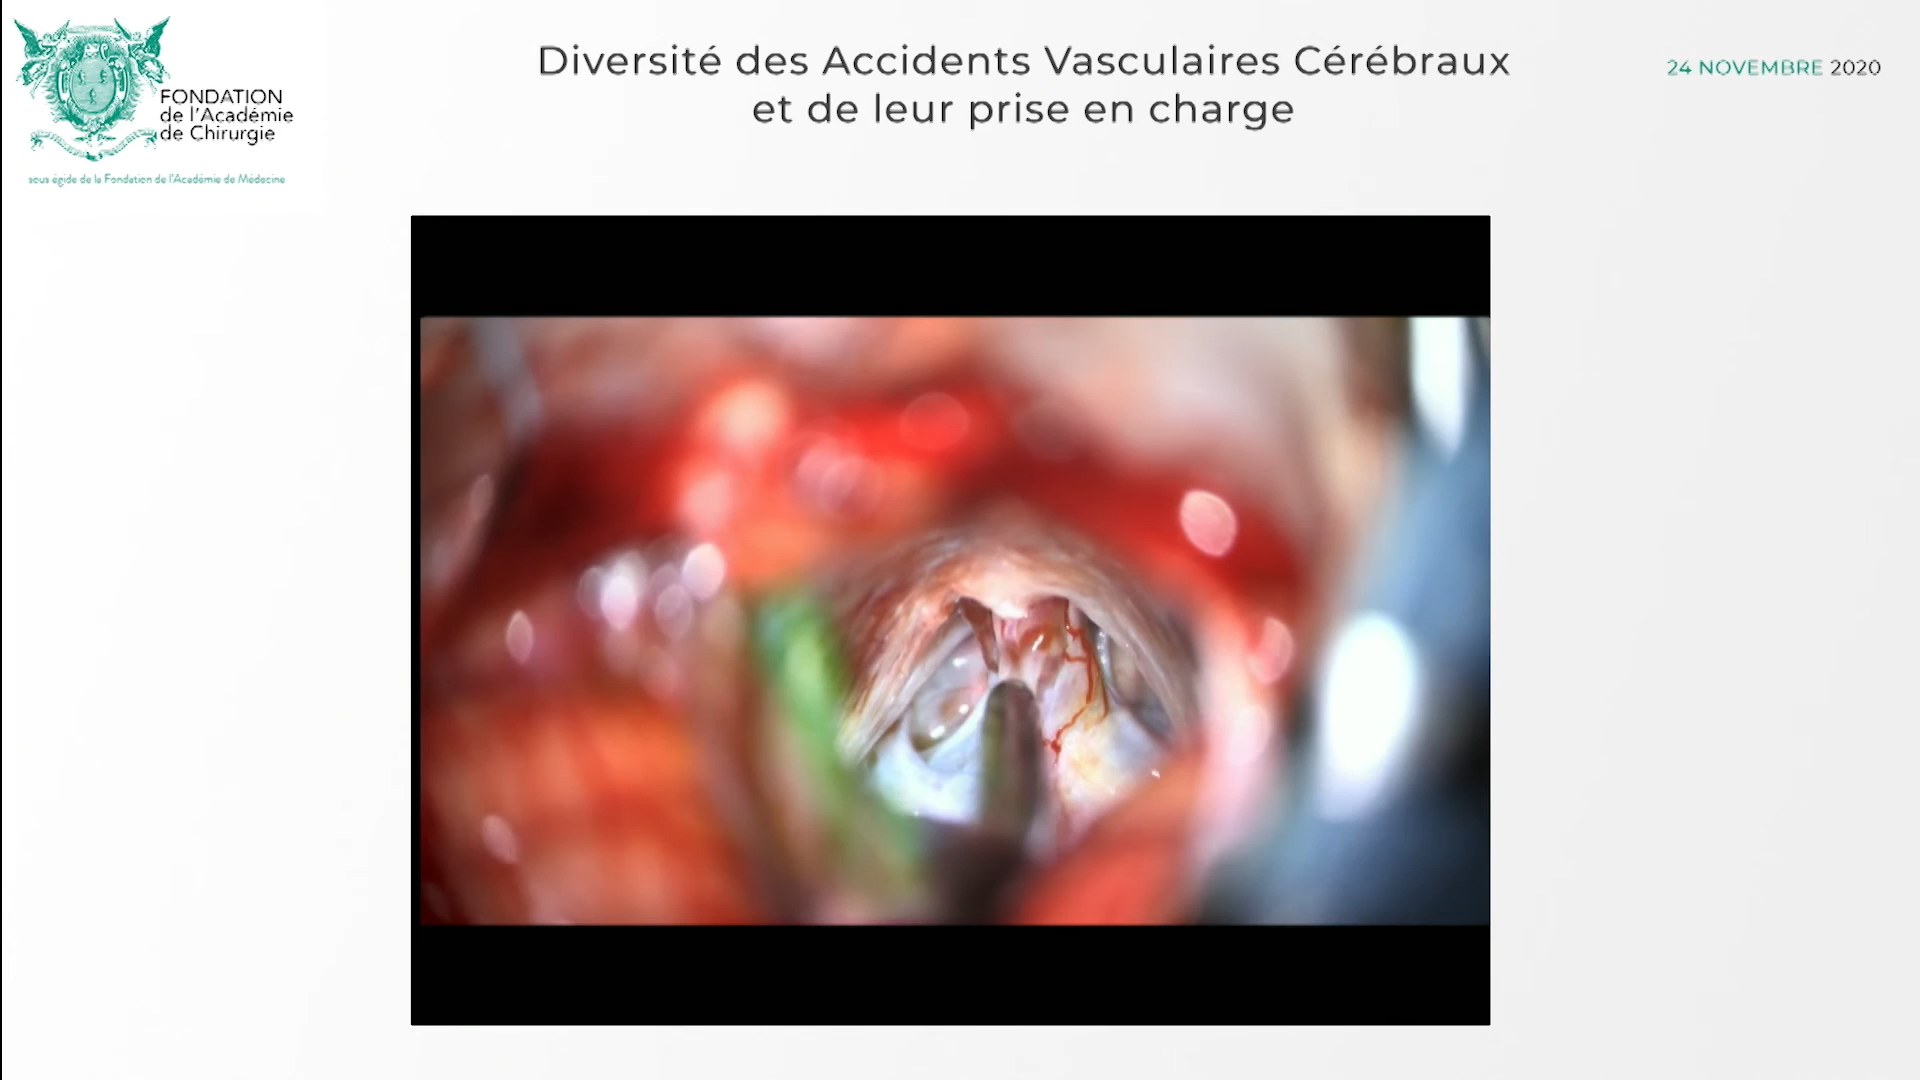 FONDATION
de l'Académie
de Chirurgie
sous égide de la Fondation de l'Académie de Médecine
Diversité des Accidents Vasculaires Cérébraux
et de leur prise en charge
24 NOVEMBRE 2020